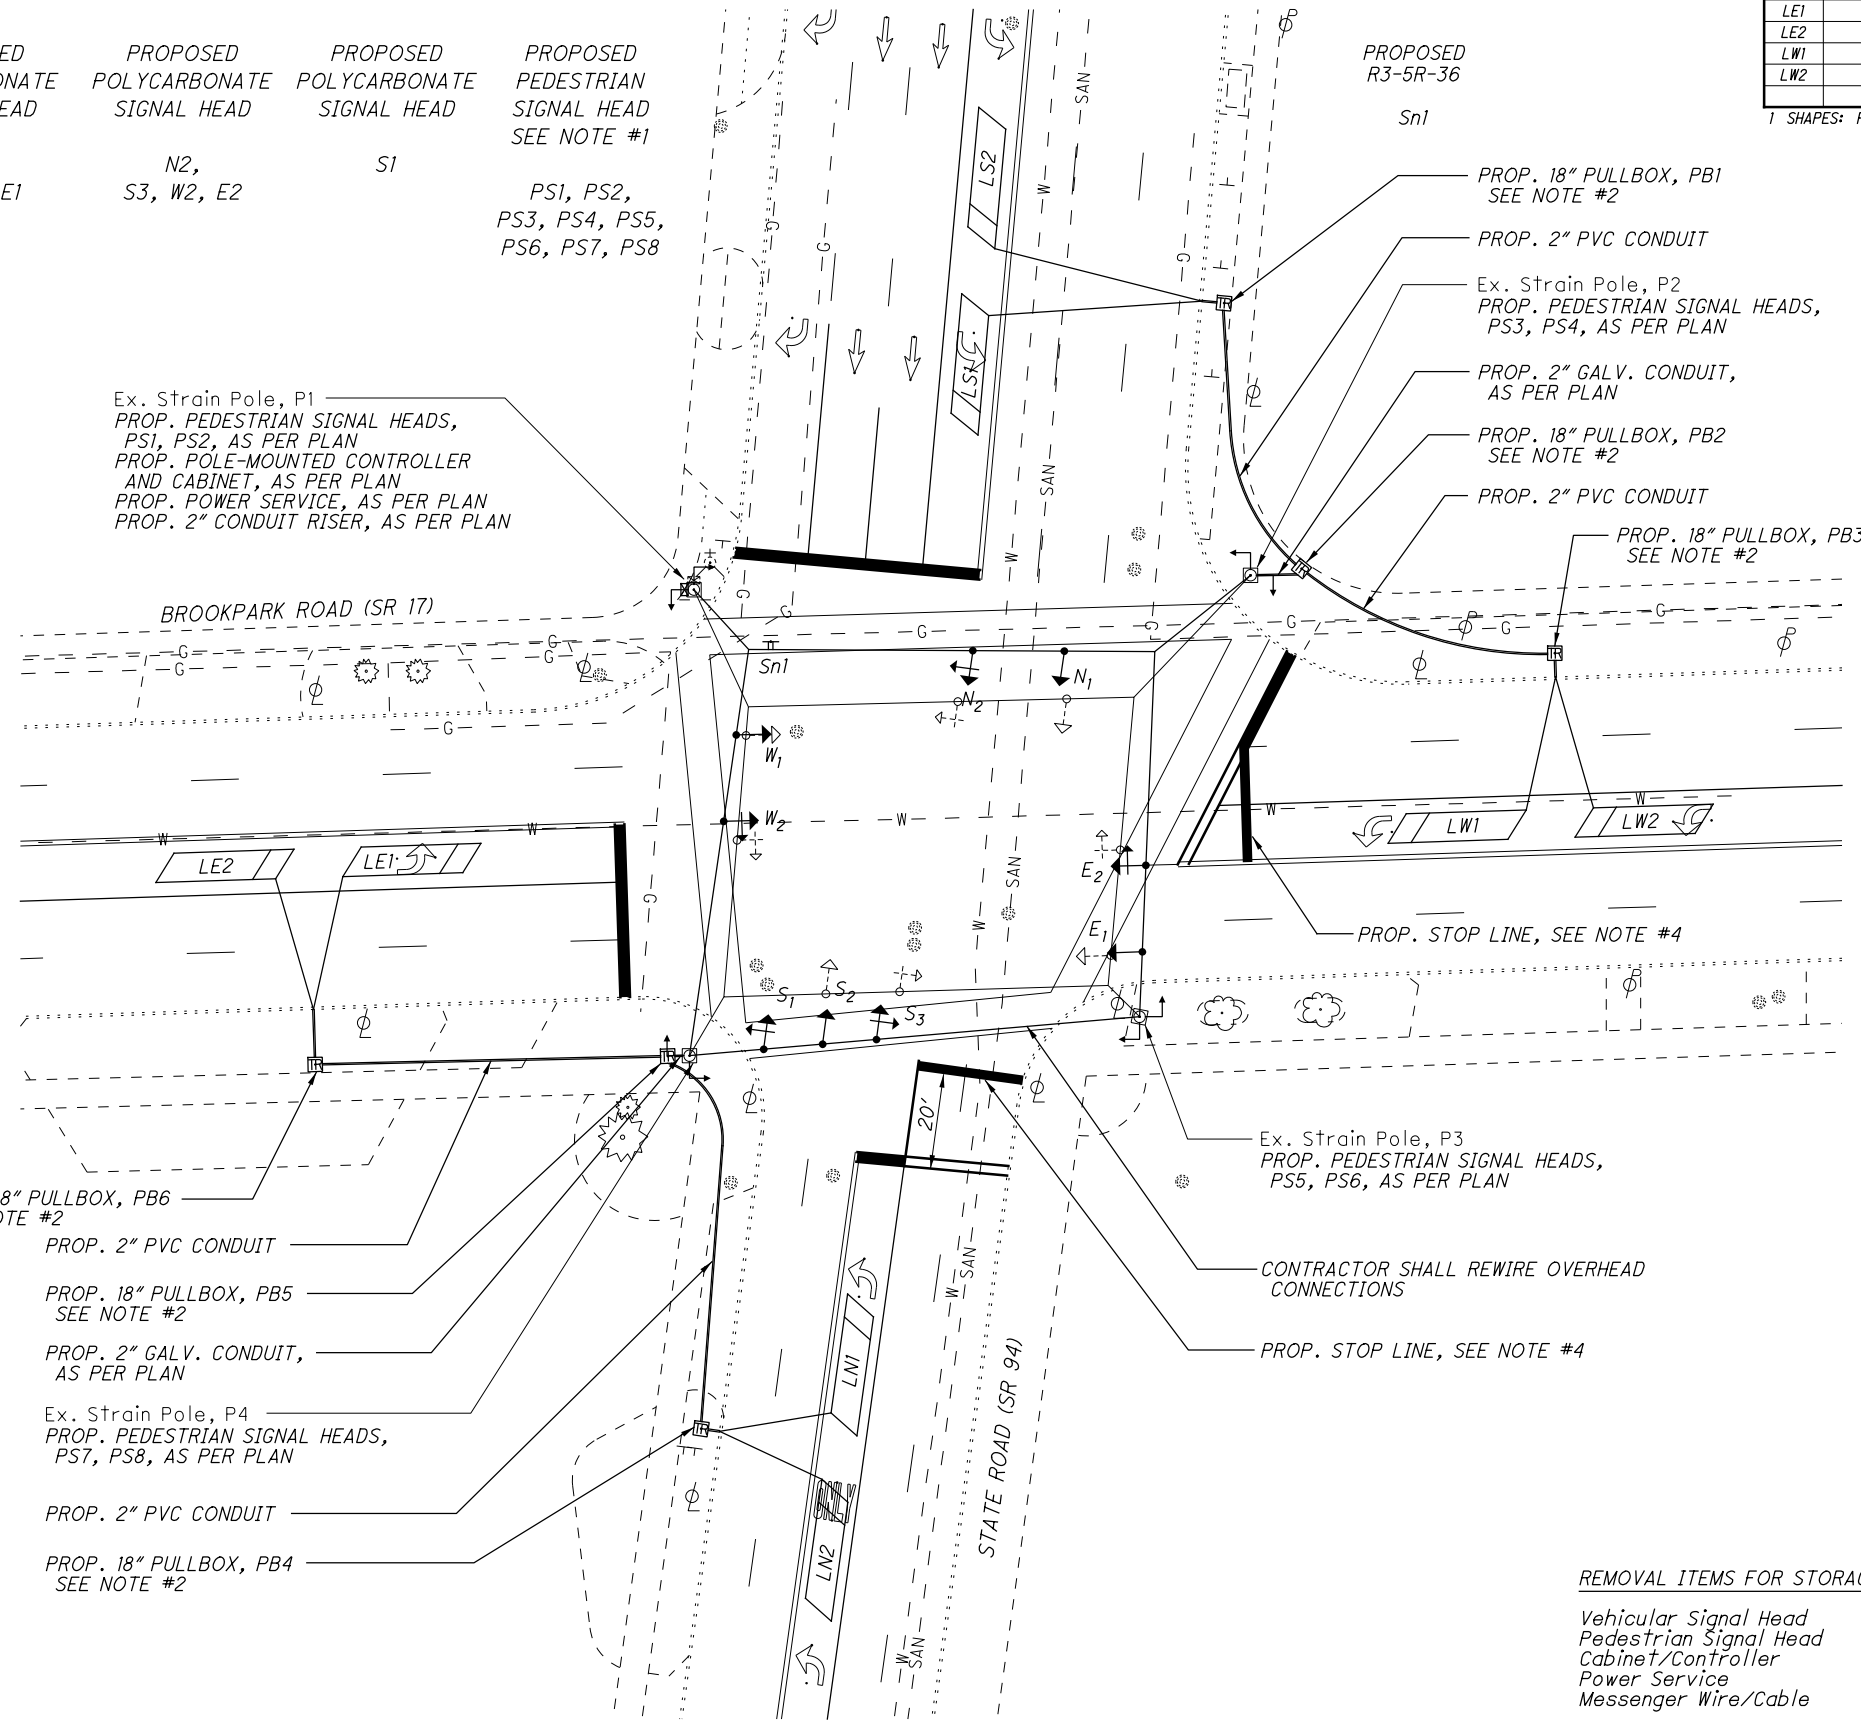 ED
ONATE
EAD
E1
PROPOSED
POLYCARBONATE
SIGNAL HEAD
N2,
S3, W2, E2
PROPOSED
POLYCARBONATE
SIGNAL HEAD
S1
PROPOSED
PEDESTRIAN
SIGNAL HEAD
SEE NOTE #1
PS1, PS2,
PS3, PS4, PS5,
PS6, PS7, PS8
PROPOSED
R3-5R-36
Sn1
LE1
LE2
LW1
LW2
1 SHAPES:
PROP. 18" PULLBOX, PB1
SEE NOTE #2
PROP. 2" PVC CONDUIT
Ex. Strain Pole, P2
PROP. PEDESTRIAN SIGNAL HEADS,
PS3, PS4, AS PER PLAN
PROP. 2" GALV. CONDUIT,
AS PER PLAN
PROP. 18" PULLBOX, PB2
SEE NOTE #2
PROP. 2" PVC CONDUIT
PROP. 18" PULLBOX, PB3
SEE NOTE #2
Ex. Strain Pole, P1
PROP. PEDESTRIAN SIGNAL HEADS,
PS1, PS2, AS PER PLAN
PROP. POLE-MOUNTED CONTROLLER
AND CABINET, AS PER PLAN
PROP. POWER SERVICE, AS PER PLAN
PROP. 2" CONDUIT RISER, AS PER PLAN
LS2
LS1
SAN
SAN
W
W
G
G
G
TR
TR
TR
BROOKPARK ROAD (SR 17)
G
G
G
G
G
G
G
G
G
G
Sn1
N2
N1
W1
W2
E2
E1
S1
S2
S3
W
W
W
W
W
LE2
LE1
LW1
LW2
G
SAN
W
PROP. STOP LINE, SEE NOTE #4
TR
TR
20'
Ex. Strain Pole, P3
PROP. PEDESTRIAN SIGNAL HEADS,
PS5, PS6, AS PER PLAN
CONTRACTOR SHALL REWIRE OVERHEAD
CONNECTIONS
PROP. STOP LINE, SEE NOTE #4
8" PULLBOX, PB6
OTE #2
PROP. 2" PVC CONDUIT
PROP. 18" PULLBOX, PB5
SEE NOTE #2
PROP. 2" GALV. CONDUIT,
AS PER PLAN
Ex. Strain Pole, P4
PROP. PEDESTRIAN SIGNAL HEADS,
PS7, PS8, AS PER PLAN
PROP. 2" PVC CONDUIT
PROP. 18" PULLBOX, PB4
SEE NOTE #2
TR
LN1
LN2
W
SAN
W
SAN
STATE ROAD (SR 94)
REMOVAL ITEMS FOR STORAG
Vehicular Signal Head
Pedestrian Signal Head
Cabinet/Controller
Power Service
Messenger Wire/Cable